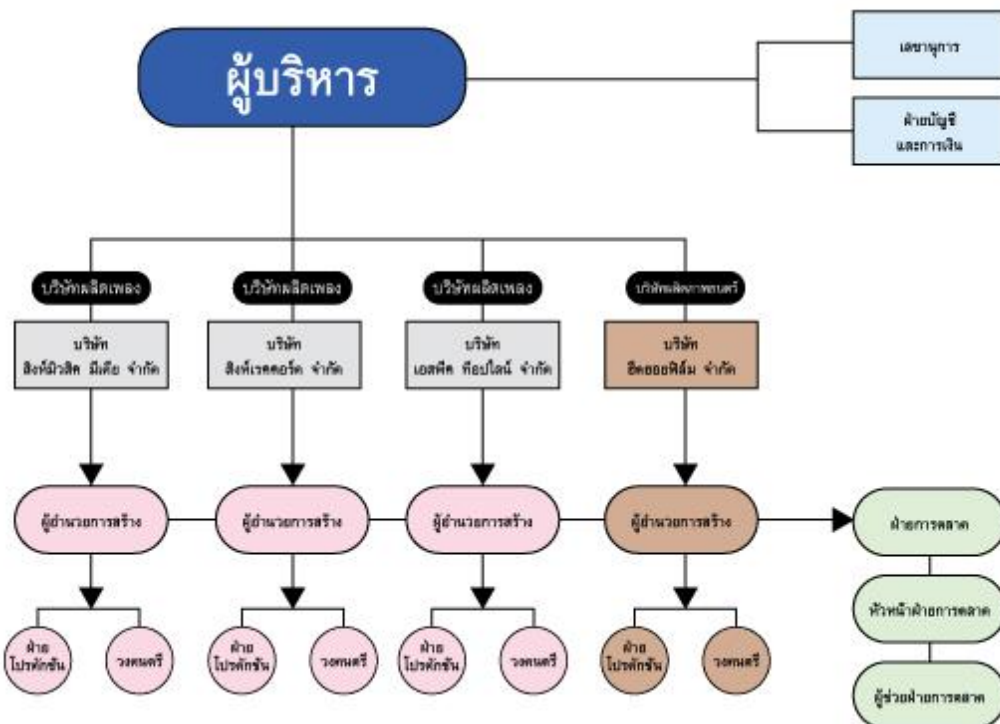 ผู้บริหาร
เลขานุการ
ฝ่ายบัญชี
และการเงิน
บริษัทผลิตเพลง
บริษัทผลิตเพลง
บริษัทผลิตเพลง
บริษัทผลิตภาพยนตร์
บริษัท
สิงห์มิวสิค มีเดีย จำกัด
บริษัท
สิงห์เรคคอร์ด จำกัด
บริษัท
เอสพีค ท็อปไลน์ จำกัด
บริษัท
ฮีตฮอยฟิล์ม จำกัด
ผู้อำนวยการสร้าง
ผู้อำนวยการสร้าง
ผู้อำนวยการสร้าง
ผู้อำนวยการสร้าง
ฝ่ายการตลาด
หัวหน้าฝ่ายการตลาด
ผู้ช่วยฝ่ายการตลาด
ฝ่าย
โปรดักชัน
วงดนตรี
ฝ่าย
โปรดักชัน
วงดนตรี
ฝ่าย
โปรดักชัน
วงดนตรี
ฝ่าย
โปรดักชัน
วงดนตรี